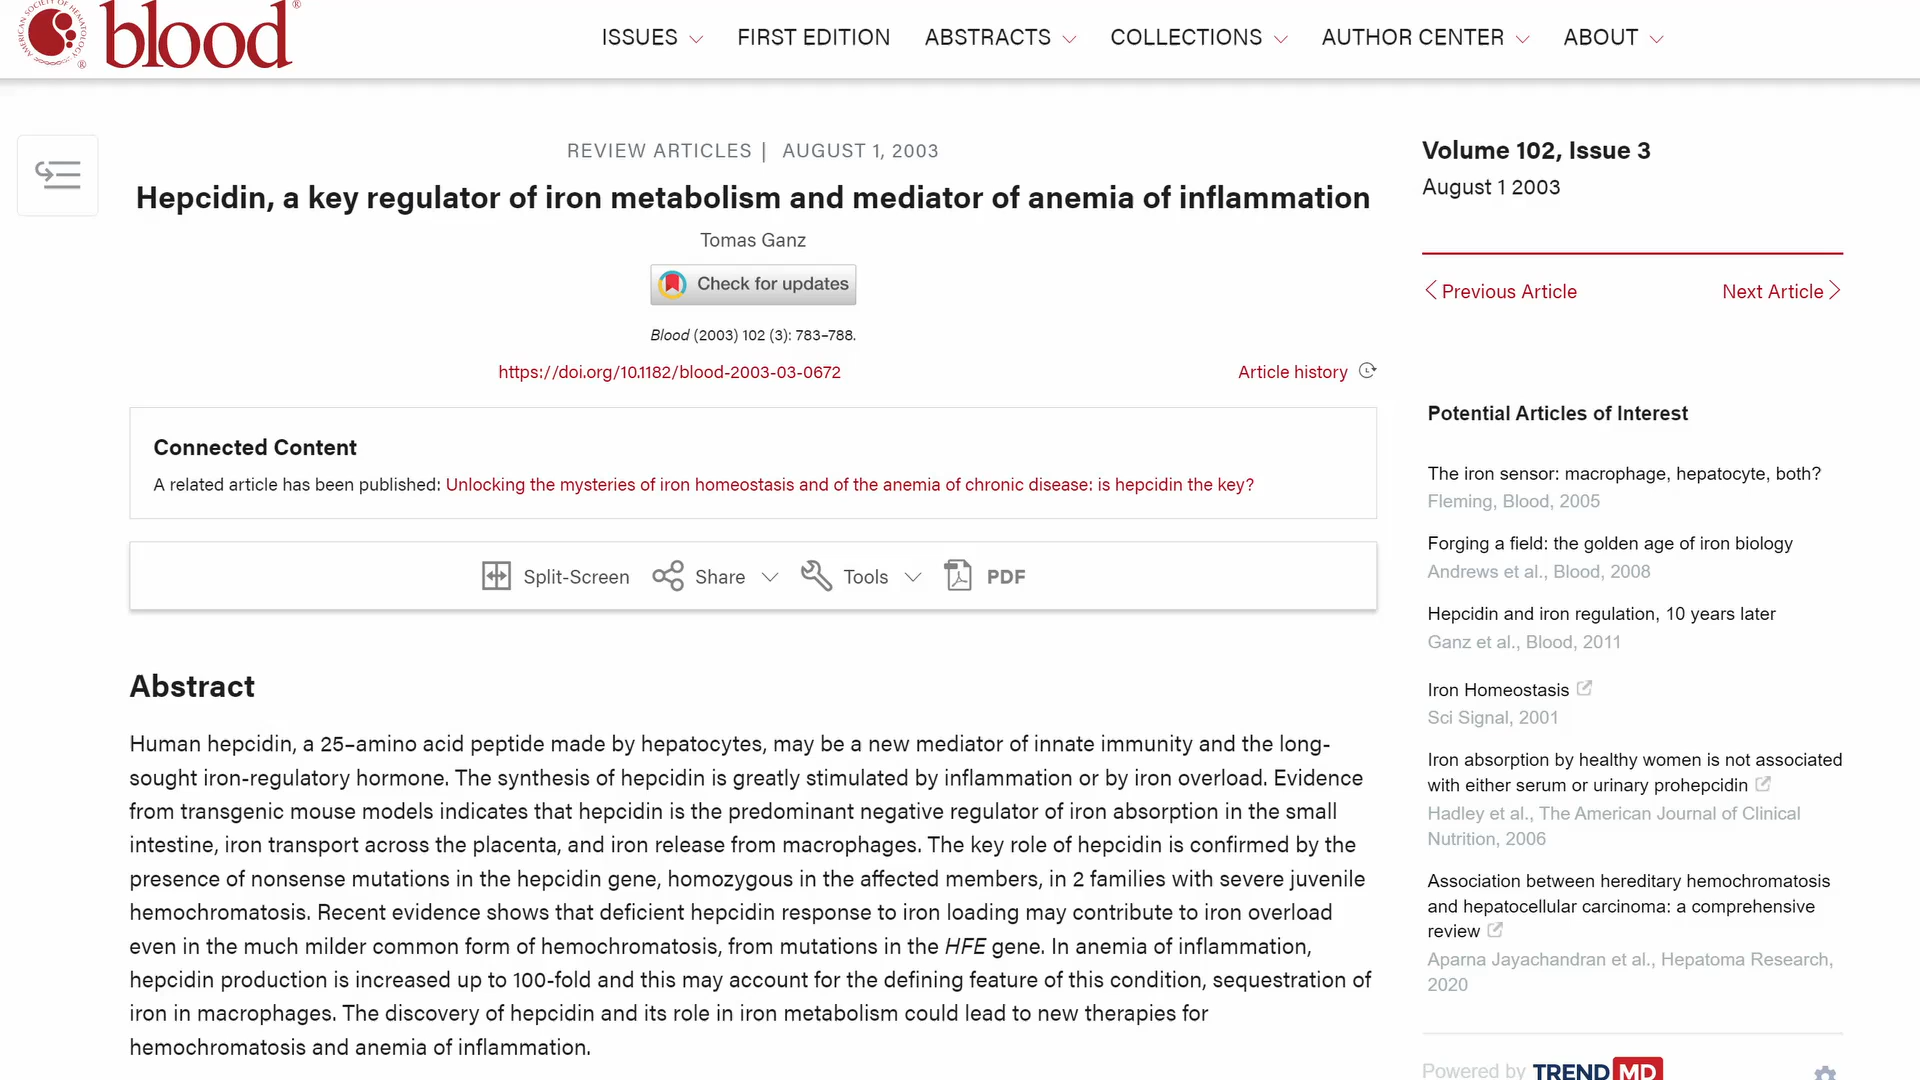 blood®
ISSUES
FIRST EDITION
ABSTRACTS
COLLECTIONS
AUTHOR CENTER
ABOUT
REVIEW ARTICLES | AUGUST 1, 2003
Hepcidin, a key regulator of iron metabolism and mediator of anemia of inflammation
Tomas Ganz
Check for updates
Blood (2003) 102 (3): 783–788.
https://doi.org/10.1182/blood-2003-03-0672
Article history
Connected Content
A related article has been published: Unlocking the mysteries of iron homeostasis and of the anemia of chronic disease: is hepcidin the key?
Split-Screen
Share
Tools
PDF
Abstract
Human hepcidin, a 25–amino acid peptide made by hepatocytes, may be a new mediator of innate immunity and the long-
sought iron-regulatory hormone. The synthesis of hepcidin is greatly stimulated by inflammation or by iron overload. Evidence
from transgenic mouse models indicates that hepcidin is the predominant negative regulator of iron absorption in the small
intestine, iron transport across the placenta, and iron release from macrophages. The key role of hepcidin is confirmed by the
presence of nonsense mutations in the hepcidin gene, homozygous in the affected members, in 2 families with severe juvenile
hemochromatosis. Recent evidence shows that deficient hepcidin response to iron loading may contribute to iron overload
even in the much milder common form of hemochromatosis, from mutations in the HFE gene. In anemia of inflammation,
hepcidin production is increased up to 100-fold and this may account for the defining feature of this condition, sequestration of
iron in macrophages. The discovery of hepcidin and its role in iron metabolism could lead to new therapies for
hemochromatosis and anemia of inflammation.
Volume 102, Issue 3
August 1 2003
Previous Article
Next Article
Potential Articles of Interest
The iron sensor: macrophage, hepatocyte, both?
Fleming, Blood, 2005
Forging a field: the golden age of iron biology
Andrews et al., Blood, 2008
Hepcidin and iron regulation, 10 years later
Ganz et al., Blood, 2011
Iron Homeostasis
Sci Signal, 2001
Iron absorption by healthy women is not associated
with either serum or urinary prohepcidin
Hadley et al., The American Journal of Clinical
Nutrition, 2006
Association between hereditary hemochromatosis
and hepatocellular carcinoma: a comprehensive
review
Aparna Jayachandran et al., Hepatoma Research,
2020
Powered by TREND MD